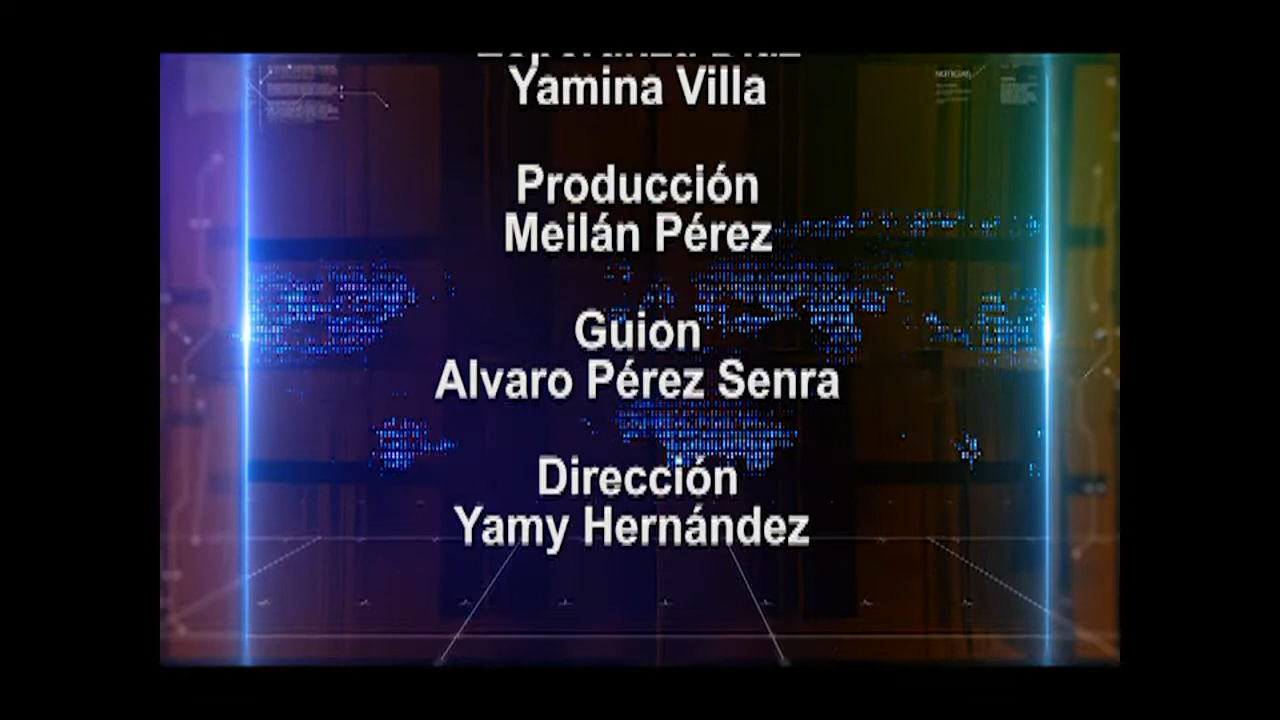 Yamina Villa
Producción
Meilán Pérez
Guion
Alvaro Pérez Senra
Dirección
Yamy Hernández